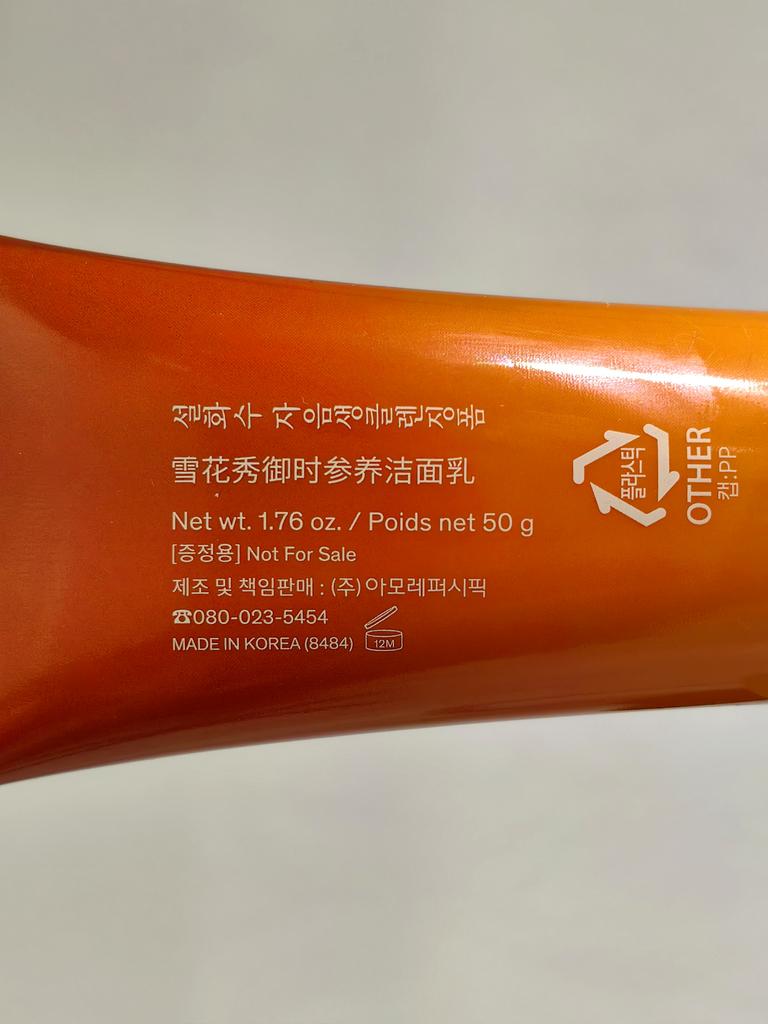 설화수 자음생클렌징폼
雪花秀御时参养洁面乳
Net wt. 1.76 oz. / Poids net 50 g
[증정용] Not For Sale
제조 및 책임판매 : (주)아모레퍼시픽
☎080-023-5454
MADE IN KOREA (8484)
12M
플라스틱
OTHER
캡:PP